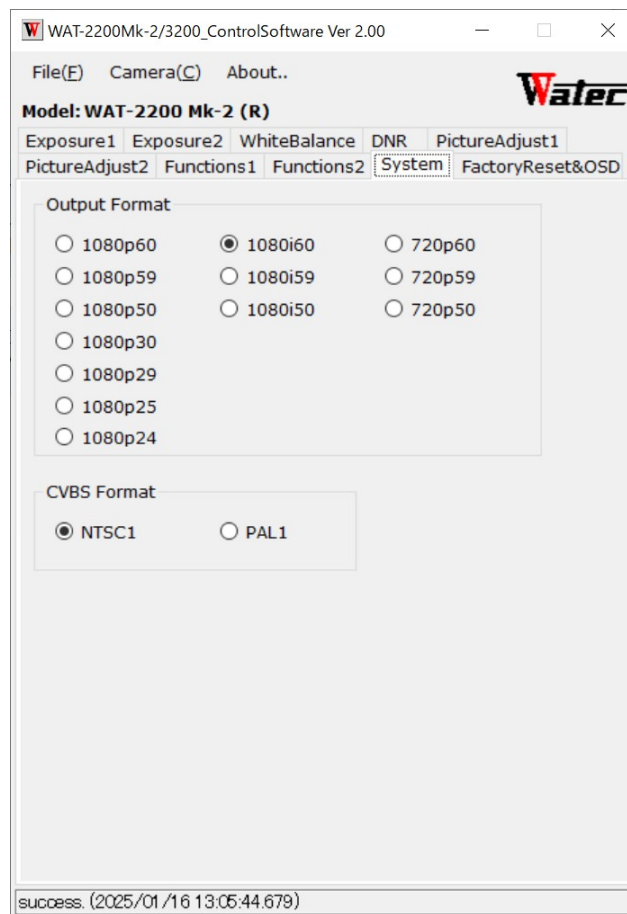 WAT-2200Mk-2/3200_ControlSoftware Ver 2.00
File(F) Camera(C) About..
Watec
Model: WAT-2200 Mk-2 (R)
Exposure1 Exposure2 WhiteBalance DNR PictureAdjust1
PictureAdjust2 Functions1 Functions2 System FactoryReset&OSD
Output Format
1080p60 1080i60 720p60
1080p59 1080i59 720p59
1080p50 1080i50 720p50
1080p30
1080p29
1080p25
1080p24
CVBS Format
NTSC1 PAL1
success. (2025/01/16 13:05:44.679)